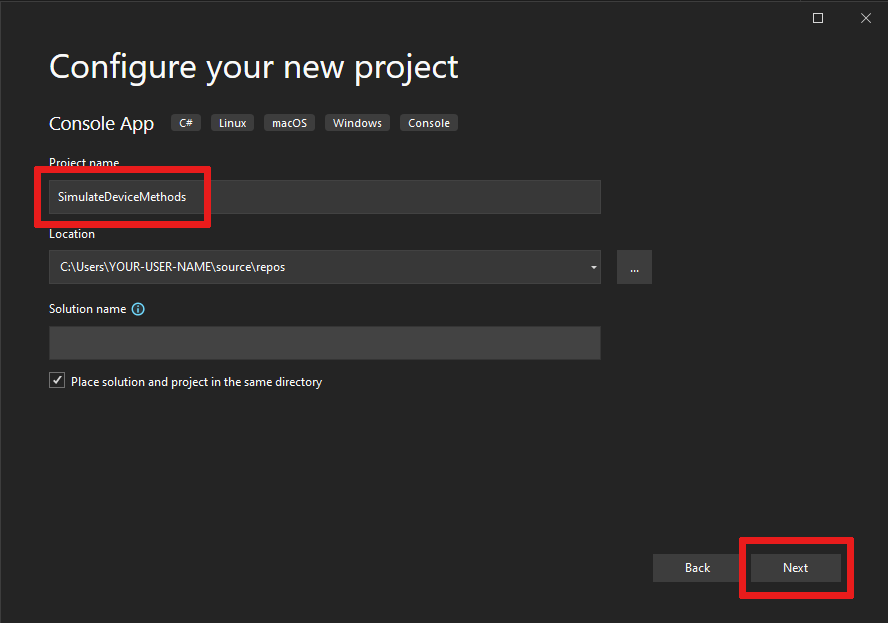 Configure your new project
Console App C# Linux macOS Windows Console
Project name
SimulateDeviceMethods
Location
C:\Users\YOUR-USER-NAME\source\repos
...
Solution name
Place solution and project in the same directory
Back Next